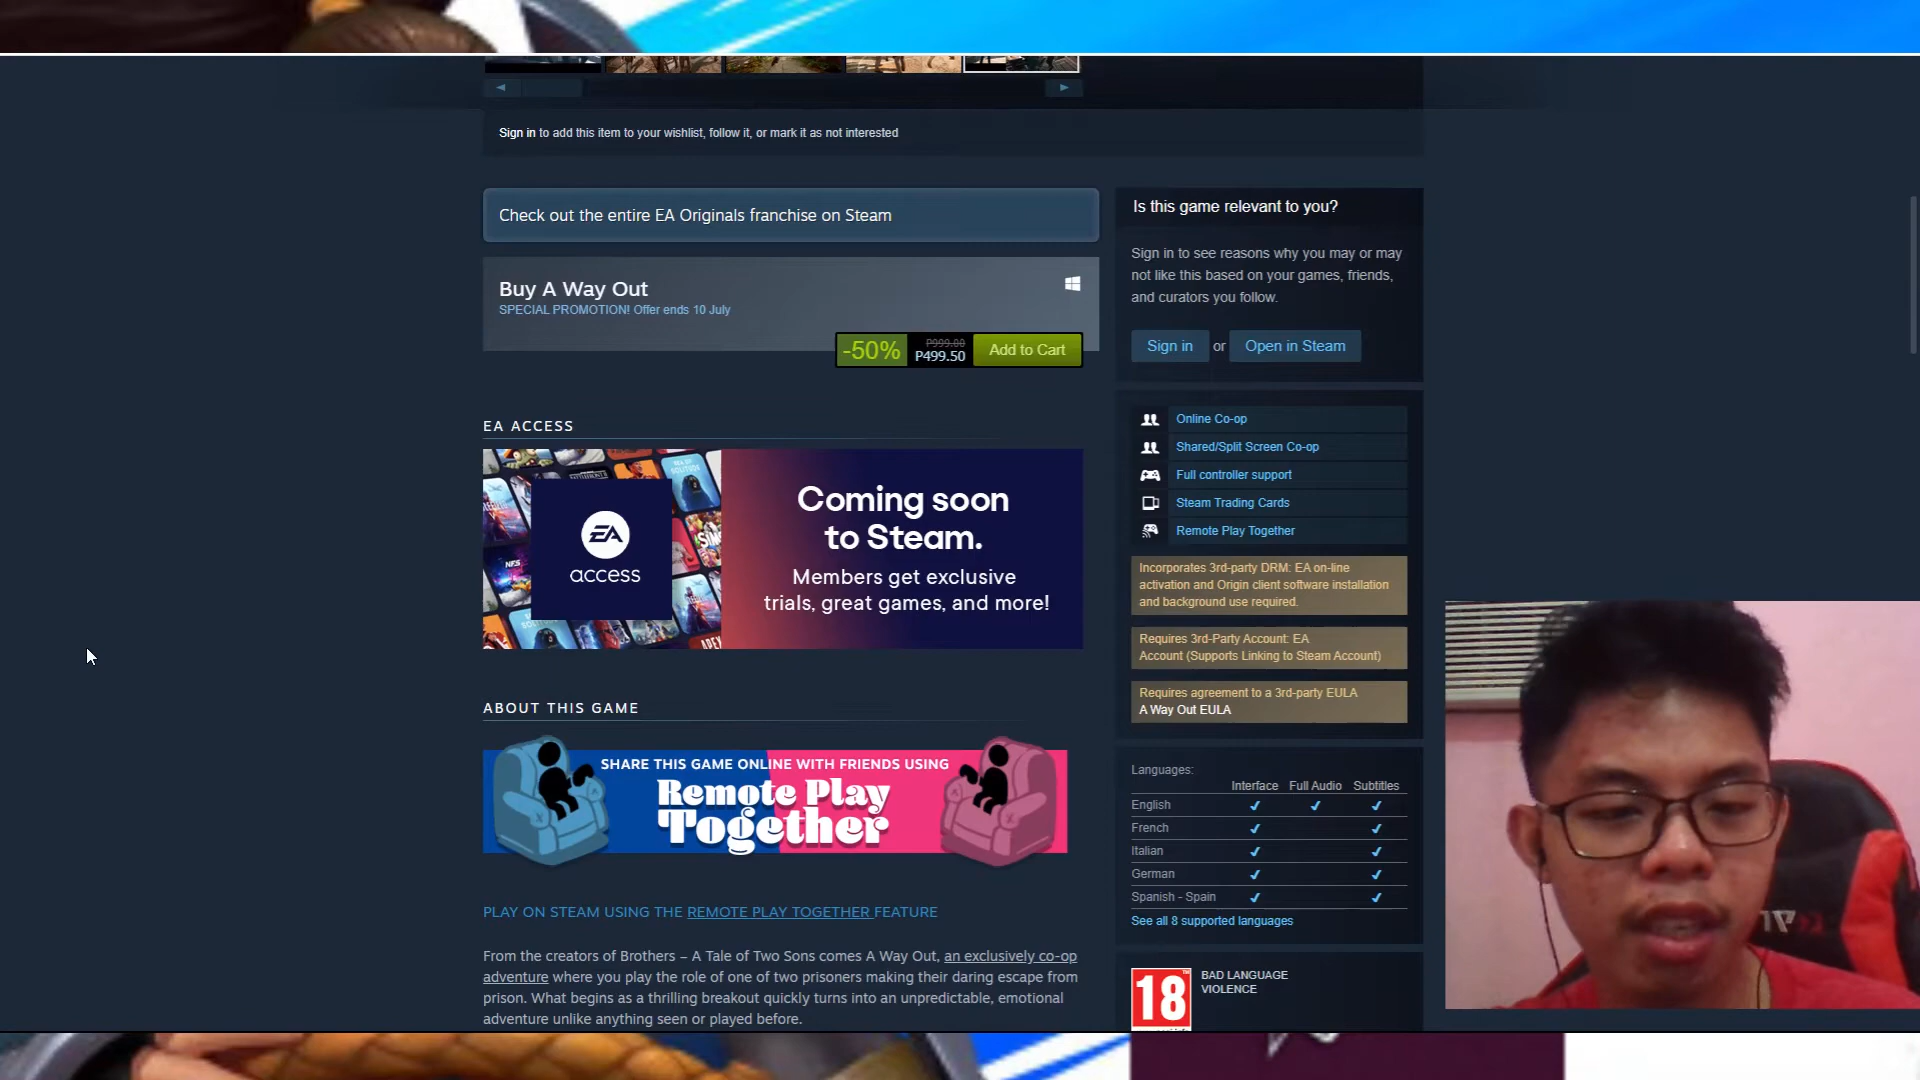 Sign in to add this item to your wishlist, follow it, or mark it as not interested
Check out the entire EA Originals franchise on Steam
Buy A Way Out
SPECIAL PROMOTION! Offer ends 10 July
-50%
P999.00
P499.50
Add to Cart
EA ACCESS
EA
access
Coming soon
to Steam.
Members get exclusive
trials, great games, and more!
ABOUT THIS GAME
SHARE THIS GAME ONLINE WITH FRIENDS USING
Remote Play
Together
PLAY ON STEAM USING THE REMOTE PLAY TOGETHER FEATURE
From the creators of Brothers – A Tale of Two Sons comes A Way Out, an exclusively co-op
adventure where you play the role of one of two prisoners making their daring escape from
prison. What begins as a thrilling breakout quickly turns into an unpredictable, emotional
adventure unlike anything seen or played before.
Is this game relevant to you?
Sign in to see reasons why you may or may
not like this based on your games, friends,
and curators you follow.
Sign in or Open in Steam
Online Co-op
Shared/Split Screen Co-op
Full controller support
Steam Trading Cards
Remote Play Together
Incorporates 3rd-party DRM: EA on-line
activation and Origin client software installation
and background use required.
Requires 3rd-Party Account: EA
Account (Supports Linking to Steam Account)
Requires agreement to a 3rd-party EULA
A Way Out EULA
Languages:
Interface Full Audio Subtitles
English
French
Italian
German
Spanish - Spain
See all 8 supported languages
18
BAD LANGUAGE
VIOLENCE